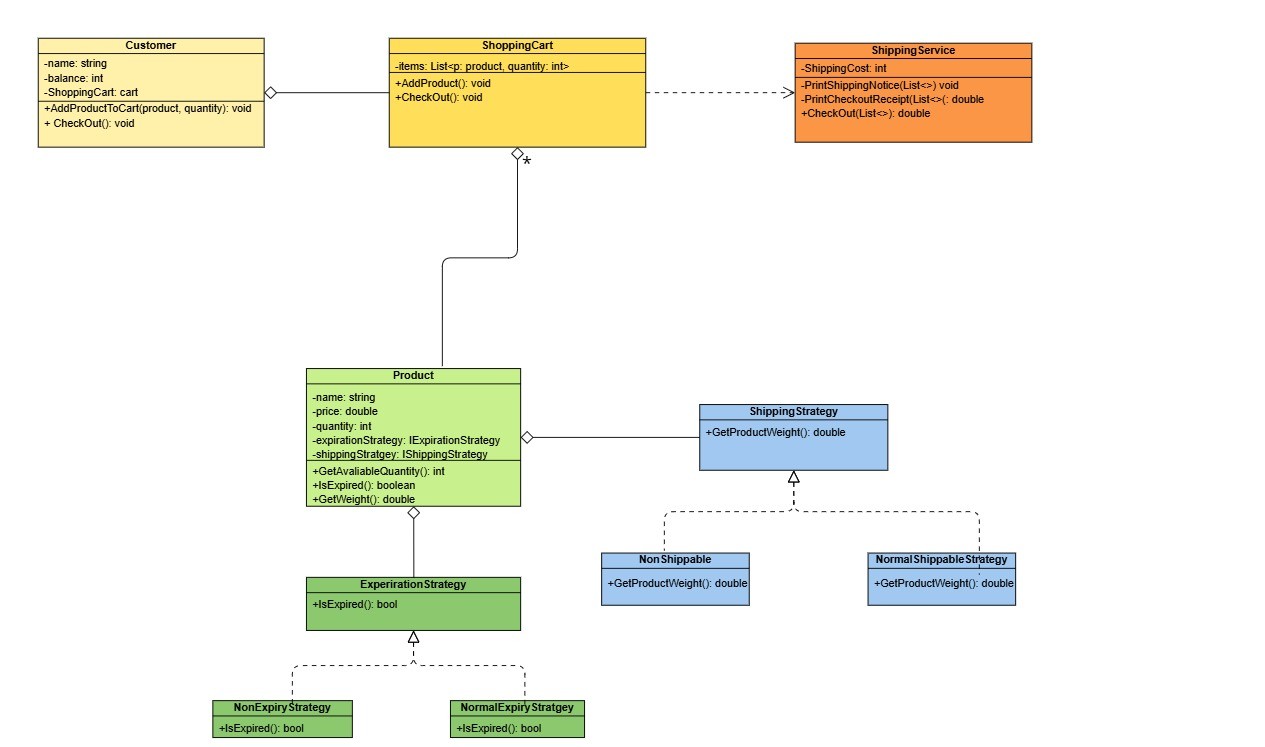 Customer
-name: string
-balance: int
-ShoppingCart: cart
+AddProductToCart(product, quantity): void
+ CheckOut(): void
ShoppingCart
-items: List<p: product, quantity: int>
+AddProduct(): void
+CheckOut(): void
ShippingService
-ShippingCost: int
-PrintShippingNotice(List<>) void
-PrintCheckoutReceipt(List<>(: double
+CheckOut(List<>): double
*
Product
-name: string
-price: double
-quantity: int
-expirationStrategy: IExpirationStrategy
-shippingStratgey: IShippingStrategy
+GetAvaliableQuantity(): int
+IsExpired(): boolean
+GetWeight(): double
ShippingStrategy
+GetProductWeight(): double
NonShippable
+GetProductWeight(): double
NormalShippableStrategy
+GetProductWeight(): double
ExperirationStrategy
+IsExpired(): bool
NonExpiryStrategy
+IsExpired(): bool
NormalExpiryStratgey
+IsExpired(): bool